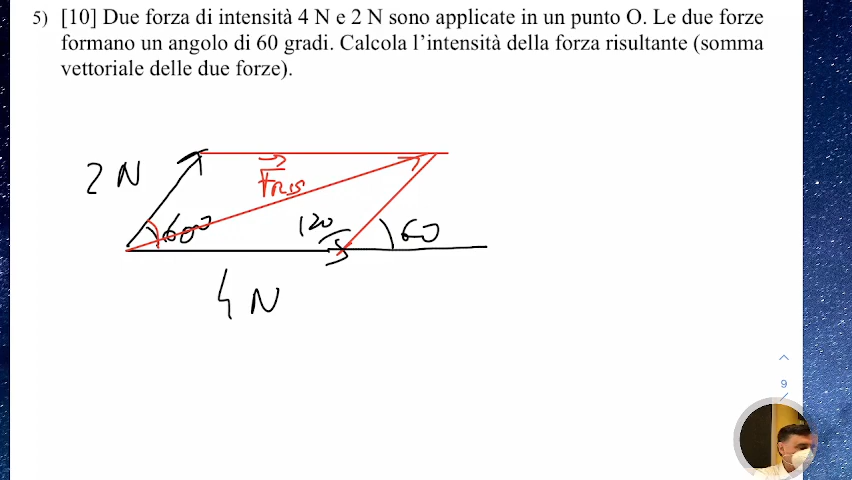 5) [10] Due forza di intensità 4 N e 2 N sono applicate in un punto O. Le due forze
formano un angolo di 60 gradi. Calcola l’intensità della forza risultante (somma
vettoriale delle due forze).
2 N
F RIS
60°
120
60
4 N
9